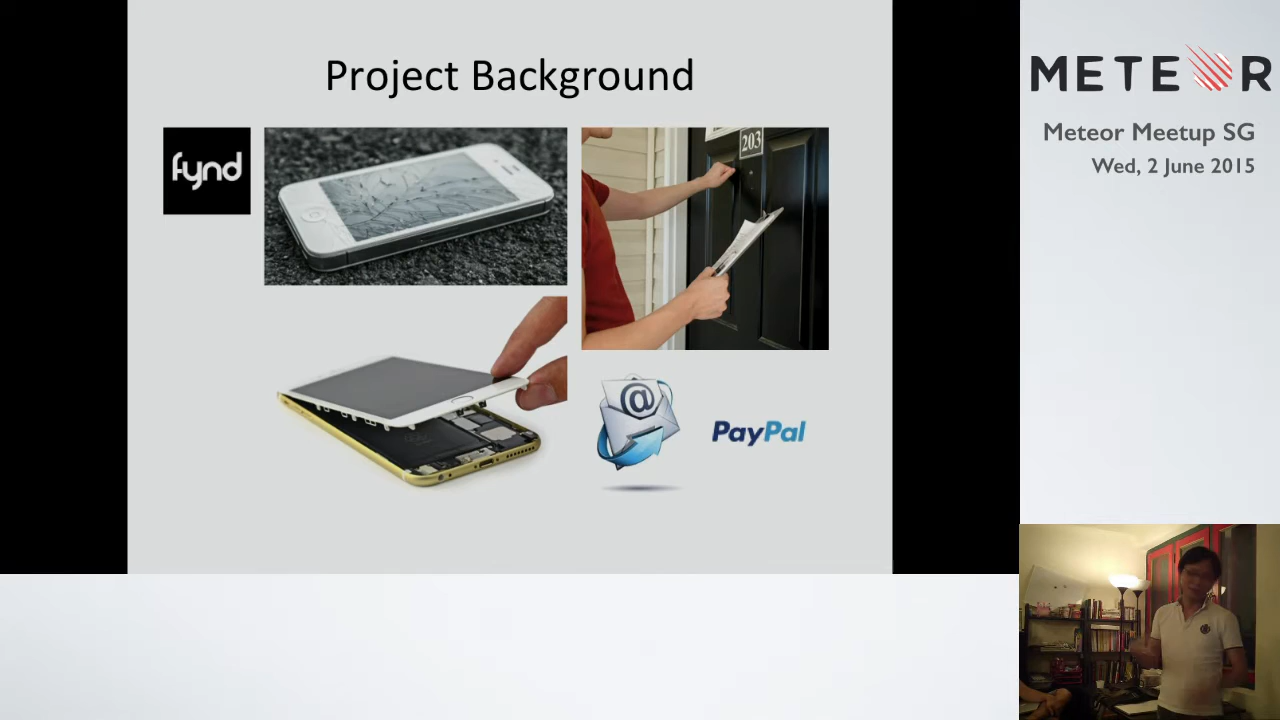 Project Background
fynd
203
@
PayPal
METEOR
Meteor Meetup SG
Wed, 2 June 2015